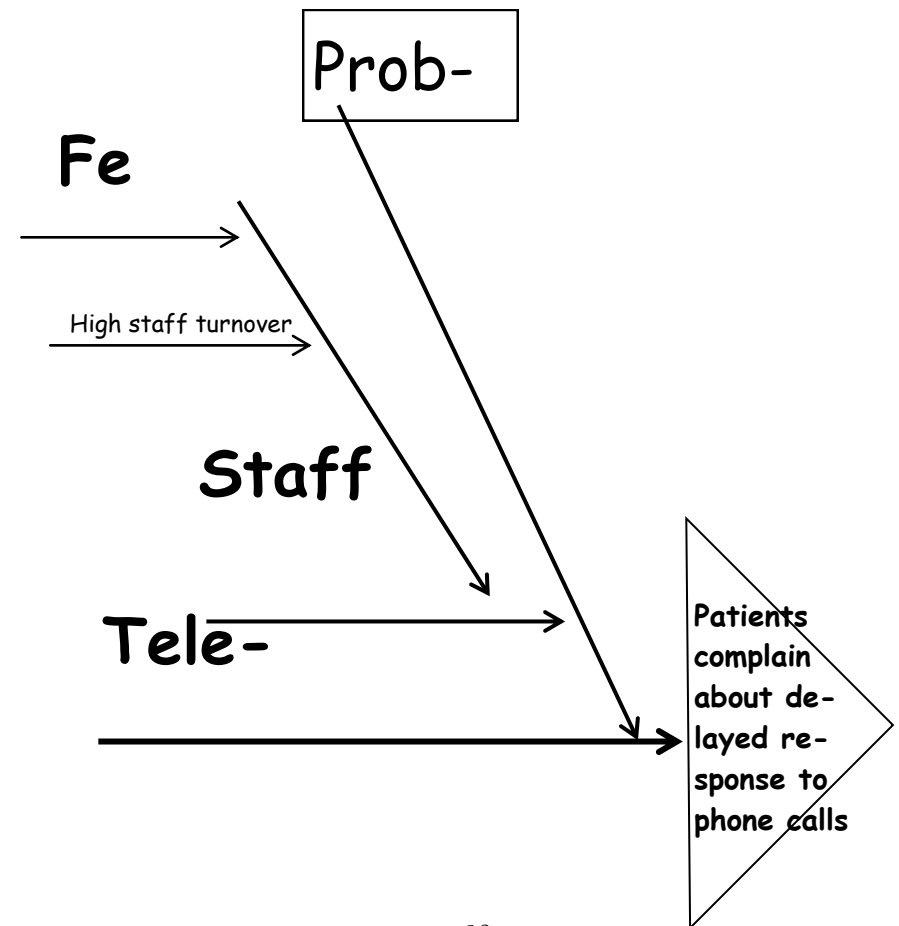 Prob-
Fe
High staff turnover
Staff
Tele-
Patients
complain
about de-
layed re-
sponse to
phone calls